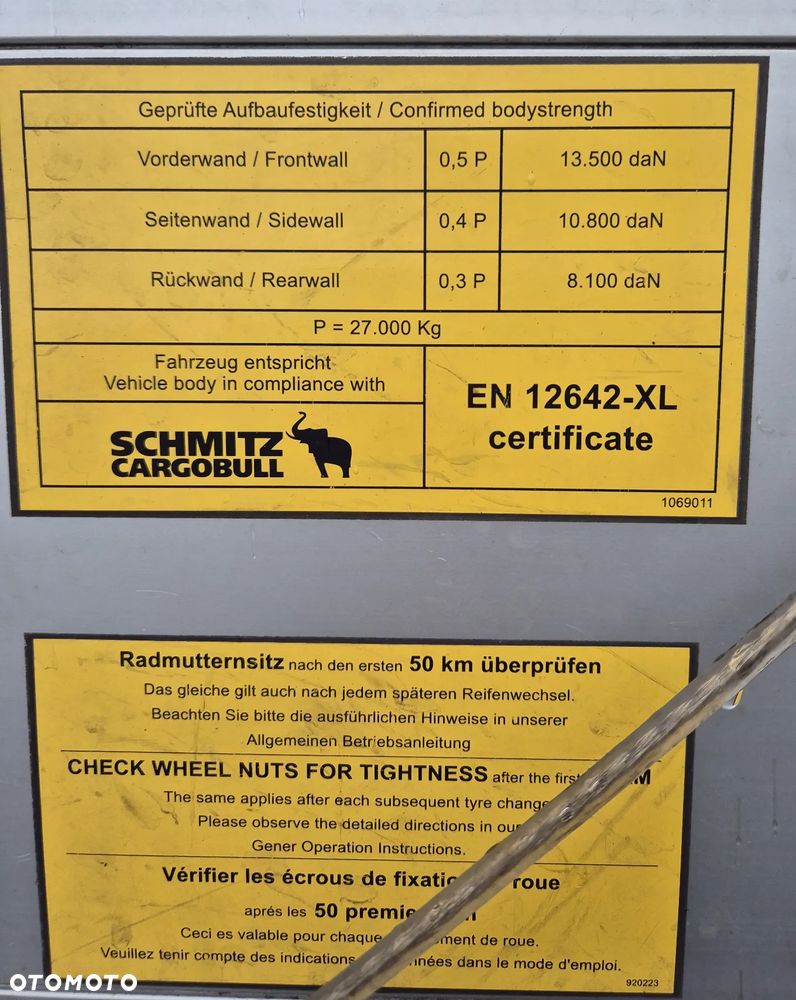 Geprüfte Aufbaufestigkeit / Confirmed bodystrength
Vorderwand / Frontwall 0,5 P 13.500 daN
Seitenwand / Sidewall 0,4 P 10.800 daN
Rückwand / Rearwall 0,3 P 8.100 daN
P = 27.000 Kg
Fahrzeug entspricht
Vehicle body in compliance with
EN 12642-XL
certificate
SCHMITZ
CARGOBULL
1069011
Radmutternsitz nach den ersten 50 km überprüfen
Das gleiche gilt auch nach jedem späteren Reifenwechsel.
Beachten Sie bitte die ausführlichen Hinweise in unserer
Allgemeinen Betriebsanleitung
CHECK WHEEL NUTS FOR TIGHTNESS after the first
The same applies after each subsequent tyre change
Please observe the detailed directions in our
Gener Operation Instructions.
Vérifier les écrous de fixation roue
aprés les 50 premie
Ceci es valable pour chaque ment de roue.
Veuillez tenir compte des indications nnées dans le mode d'emploi.
920223
OTOMOTO